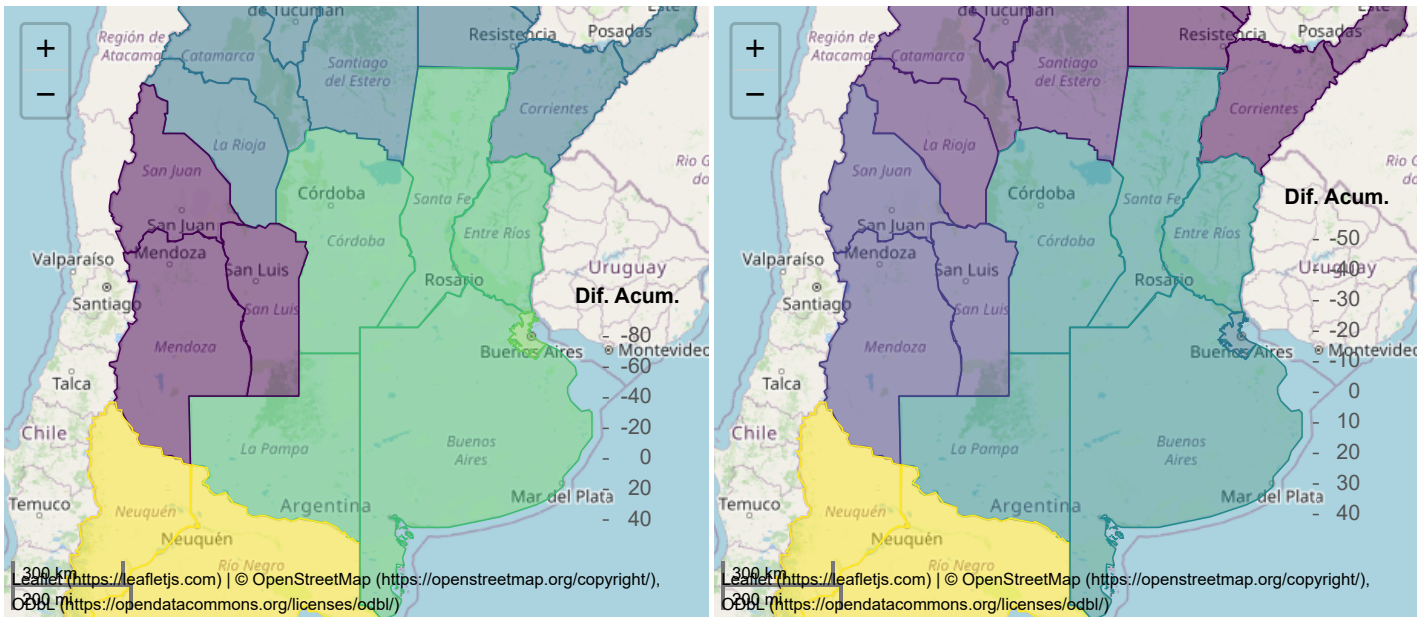 de Tucumán
Resistencia
Posadas
Región de
Atacama
Catamarca
Santiago
del Estero
Corrientes
La Rioja
San Juan
Córdoba
Santa Fe
San Juan
Córdoba
Entre Ríos
Mendoza
Valparaíso
San Luis
Uruguay
Rosario
Santiago
San Luis
Dif. Acum.
-80
Mendoza
Buenos Aires
Montevideo
-60
Talca
-40
-20
Chile
La Pampa
Buenos
Aires
0
20
Temuco
Neuquén
Argentina
Mar del Plata
40
Neuquén
Río Negro
300 km
200 mi
Leaflet (https://leafletjs.com) | © OpenStreetMap (https://openstreetmap.org/copyright/),
ODbL (https://opendatacommons.org/licenses/odbl/)
+
−
de Tucumán
Este
Resistencia
Posadas
Región de
Atacama
Catamarca
Santiago
del Estero
Corrientes
La Rioja
Rio G
do
San Juan
Córdoba
Santa Fe
Dif. Acum.
San Juan
Córdoba
Entre Ríos
-50
Mendoza
Valparaíso
San Luis
Uruguay
-40
Rosario
Santiago
San Luis
-30
-20
Mendoza
Buenos Aires
Montevideo
-10
Talca
0
10
Chile
La Pampa
Buenos
Aires
20
30
Temuco
Neuquén
Argentina
Mar del Plata
40
Neuquén
Río Negro
300 km
200 mi
Leaflet (https://leafletjs.com) | © OpenStreetMap (https://openstreetmap.org/copyright/),
ODbL (https://opendatacommons.org/licenses/odbl/)
+
−